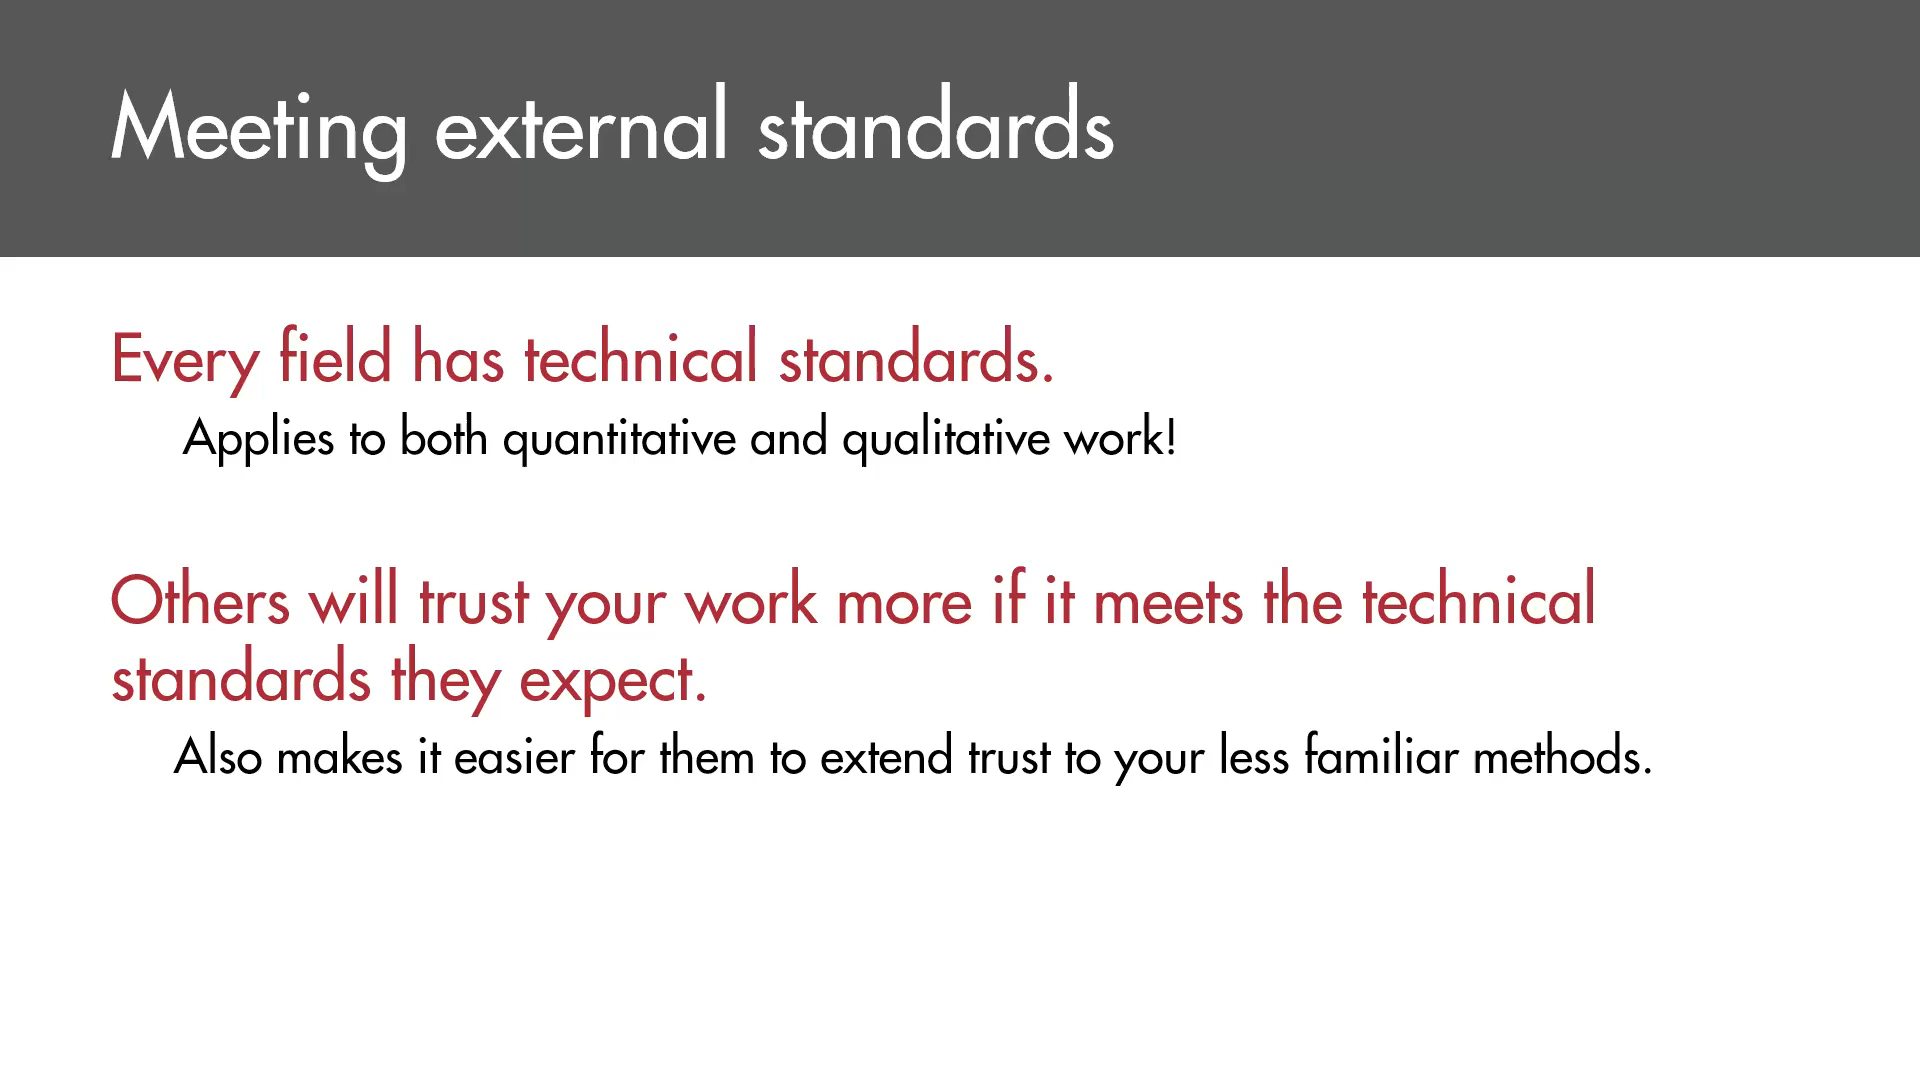 Meeting external standards
Every field has technical standards.
Applies to both quantitative and qualitative work!
Others will trust your work more if it meets the technical
standards they expect.
Also makes it easier for them to extend trust to your less familiar methods.